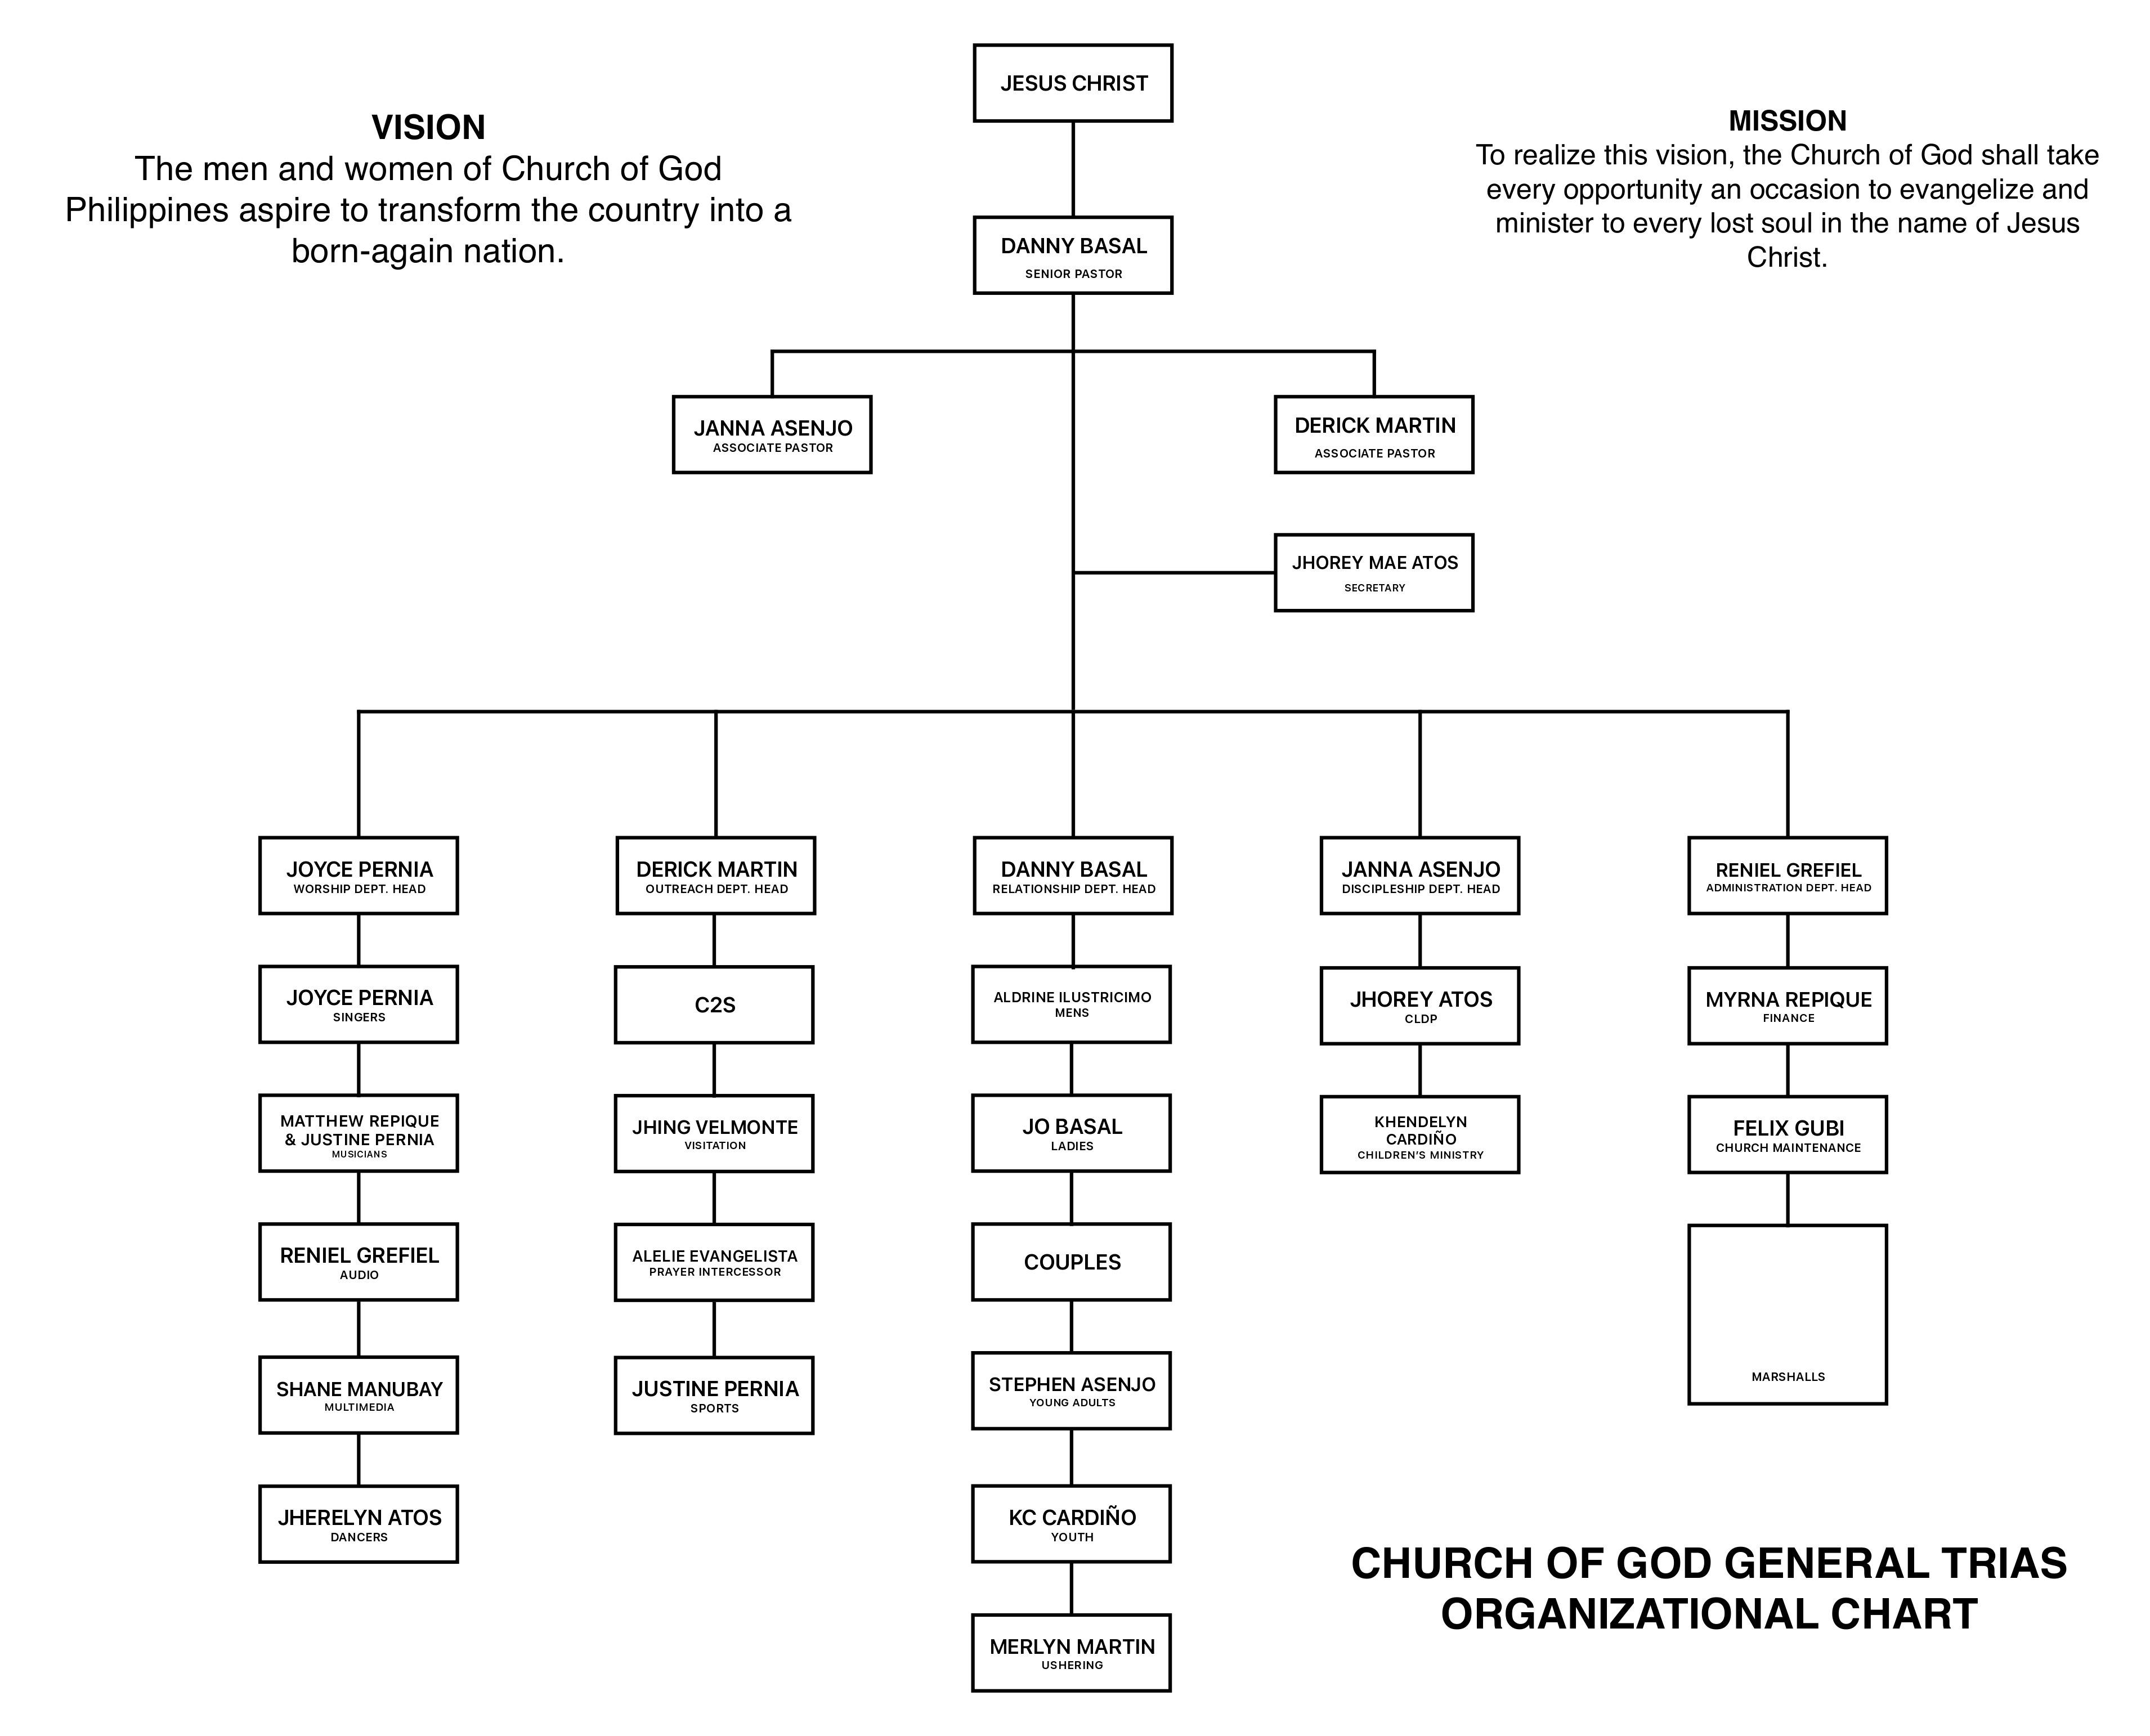 JESUS CHRIST
VISION
The men and women of Church of God
Philippines aspire to transform the country into a
born-again nation.
MISSION
To realize this vision, the Church of God shall take
every opportunity an occasion to evangelize and
minister to every lost soul in the name of Jesus
Christ.
DANNY BASAL
SENIOR PASTOR
JANNA ASENJO
ASSOCIATE PASTOR
DERICK MARTIN
ASSOCIATE PASTOR
JHOREY MAE ATOS
SECRETARY
JOYCE PERNIA
WORSHIP DEPT. HEAD
JOYCE PERNIA
SINGERS
MATTHEW REPIQUE
& JUSTINE PERNIA
MUSICIANS
RENIEL GREFIEL
AUDIO
SHANE MANUBAY
MULTIMEDIA
JHERELYN ATOS
DANCERS
DERICK MARTIN
OUTREACH DEPT. HEAD
C2S
JHING VELMONTE
VISITATION
ALELIE EVANGELISTA
PRAYER INTERCESSOR
JUSTINE PERNIA
SPORTS
DANNY BASAL
RELATIONSHIP DEPT. HEAD
ALDRINE ILUSTRICIMO
MENS
JO BASAL
LADIES
COUPLES
STEPHEN ASENJO
YOUNG ADULTS
KC CARDIÑO
YOUTH
MERLYN MARTIN
USHERING
JANNA ASENJO
DISCIPLESHIP DEPT. HEAD
JHOREY ATOS
CLDP
KHENDELYN
CARDIÑO
CHILDREN'S MINISTRY
RENIEL GREFIEL
ADMINISTRATION DEPT. HEAD
MYRNA REPIQUE
FINANCE
FELIX GUBI
CHURCH MAINTENANCE
MARSHALLS
CHURCH OF GOD GENERAL TRIAS
ORGANIZATIONAL CHART